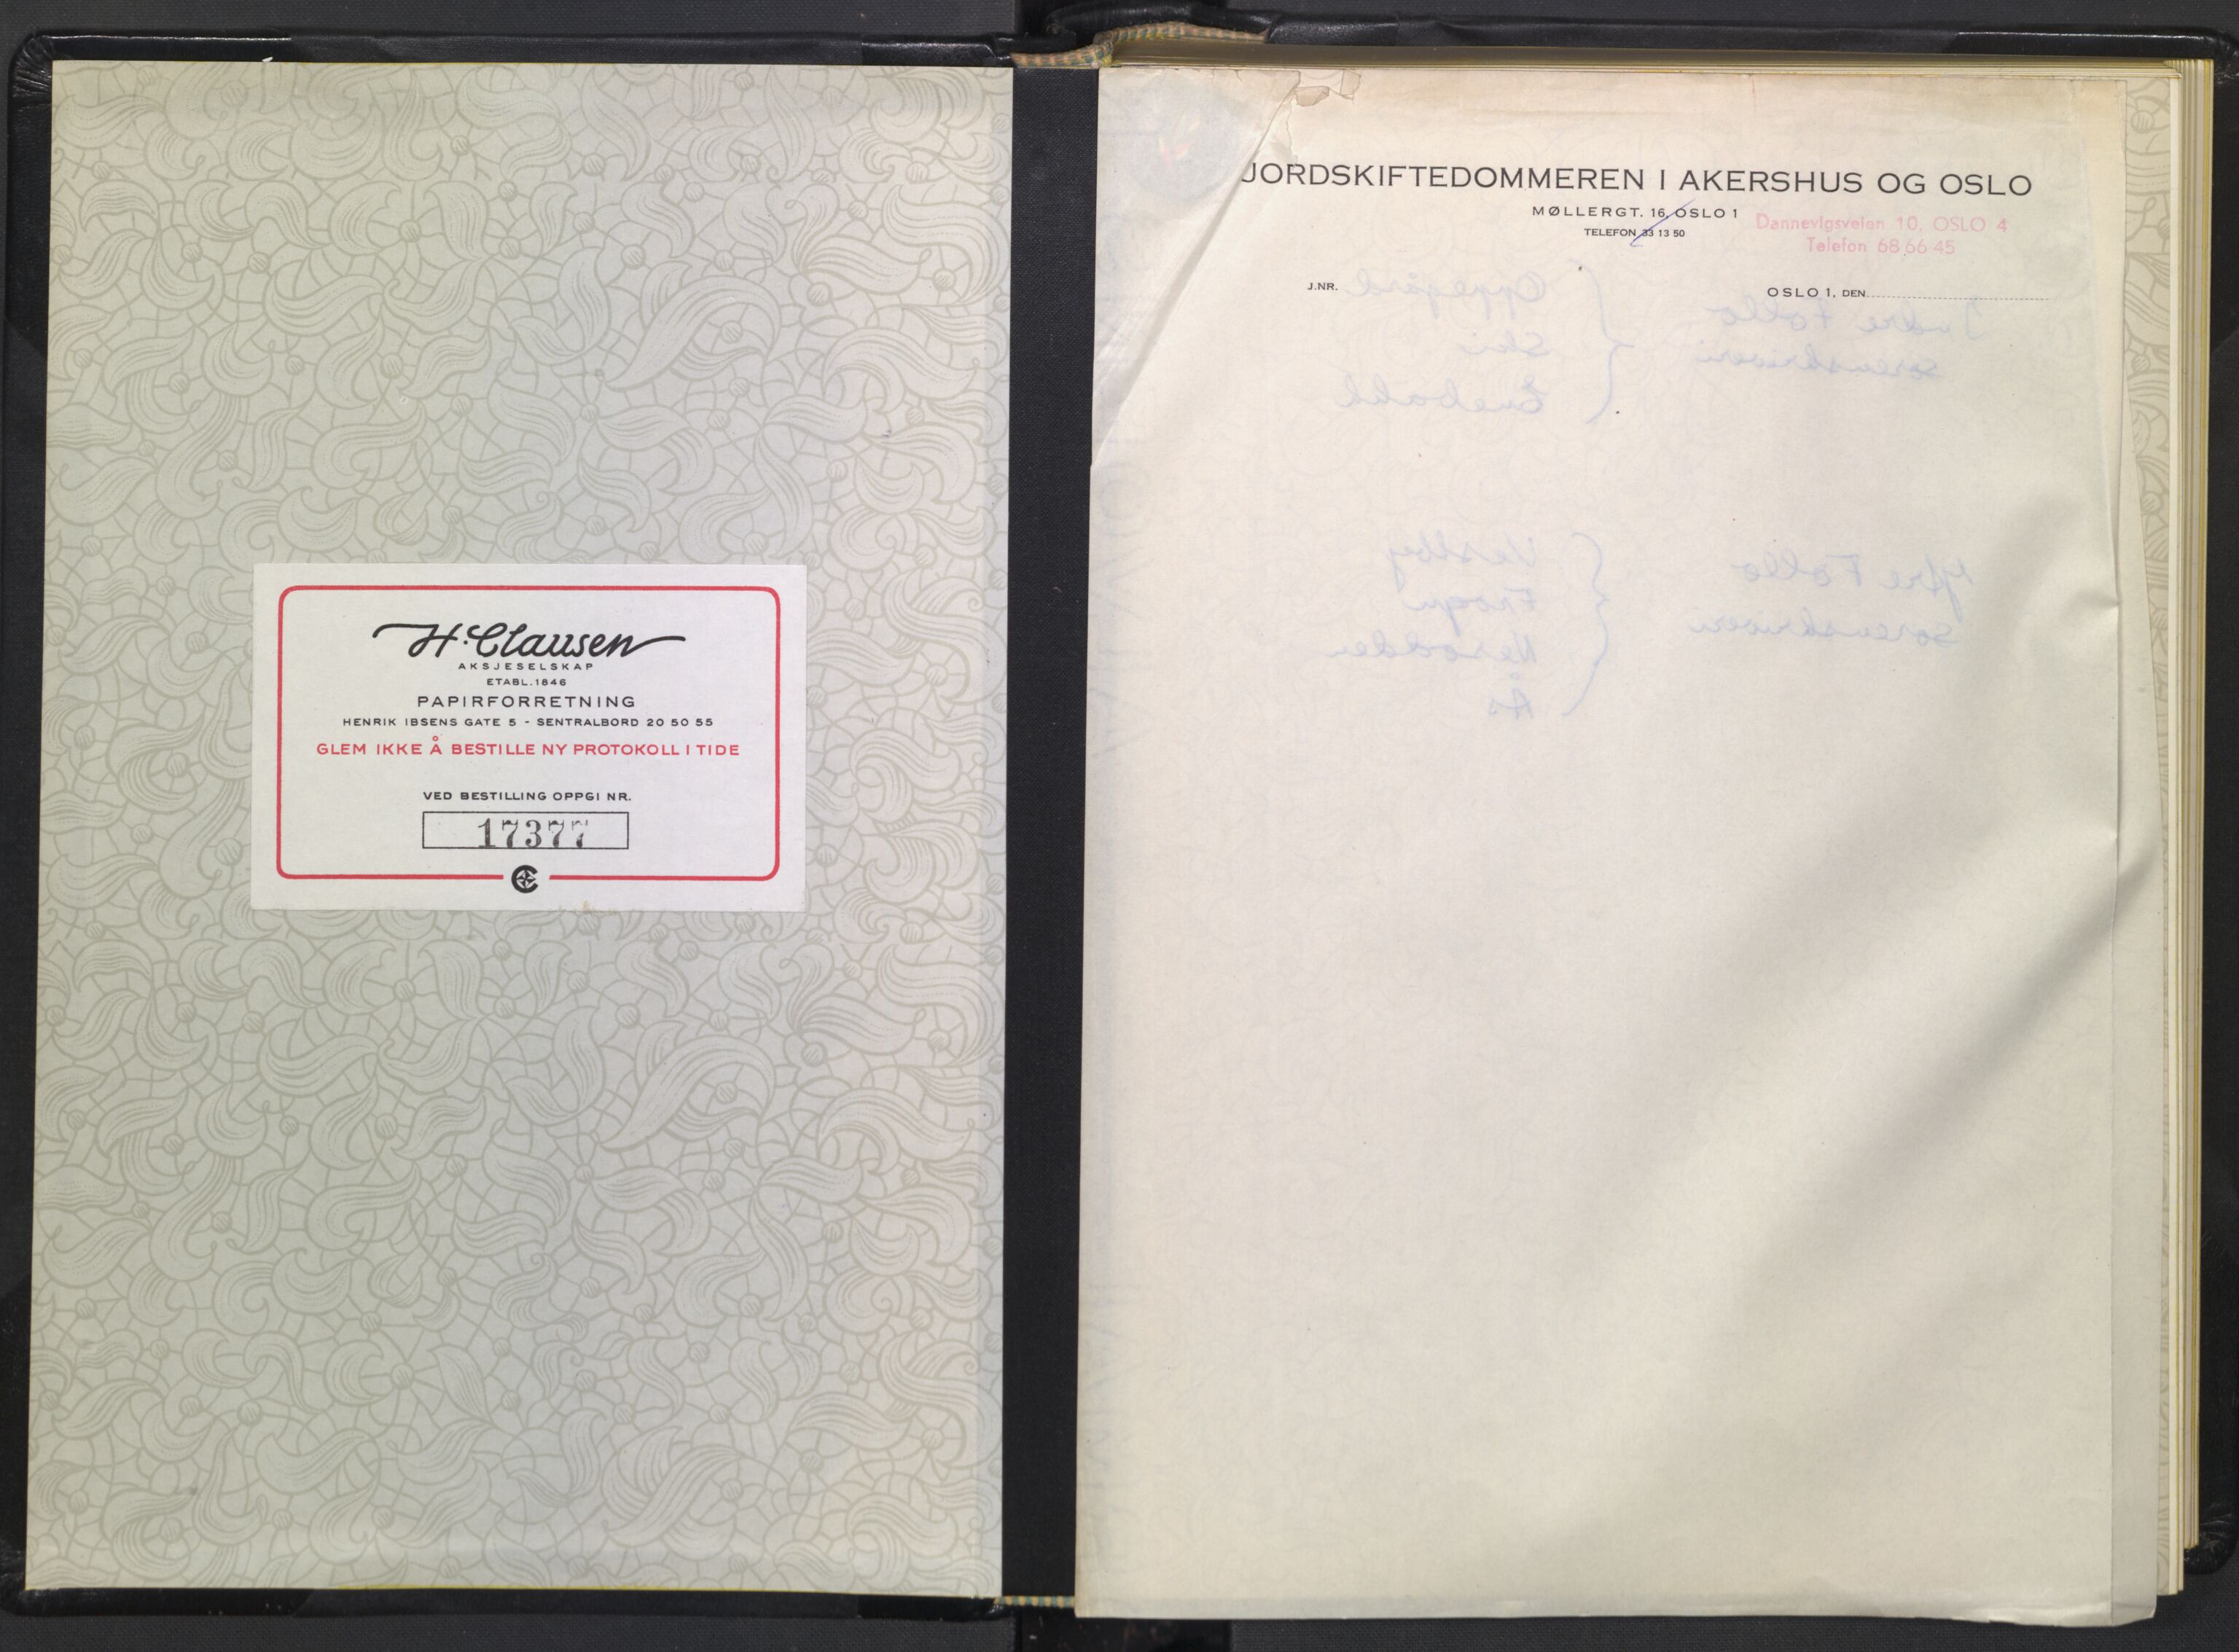 H. Clausen
AKSJESELSKAP
ETABL. 1846
PAPIRFORRETNING
HENRIK IBSENS GATE 5 - SENTRALBORD 20 50 55
GLEM IKKE Å BESTILLE NY PROTOKOLL I TIDE
VED BESTILLING OPPGI NR.
17377
JORDSKIFTEDOMMEREN I AKERSHUS OG OSLO
MØLLERGT. 16, OSLO 1
TELEFON 33 13 50
Dannevigsveien 10, OSLO 4
Telefon 68 66 45
J.NR.
OSLO 1, DEN
Indre Follo
sorenskriveri
Oppegård
Ski
Enebakk
Ytre Follo
Sorenskriveri
Vestby
Frogn
Nesodden
Ås